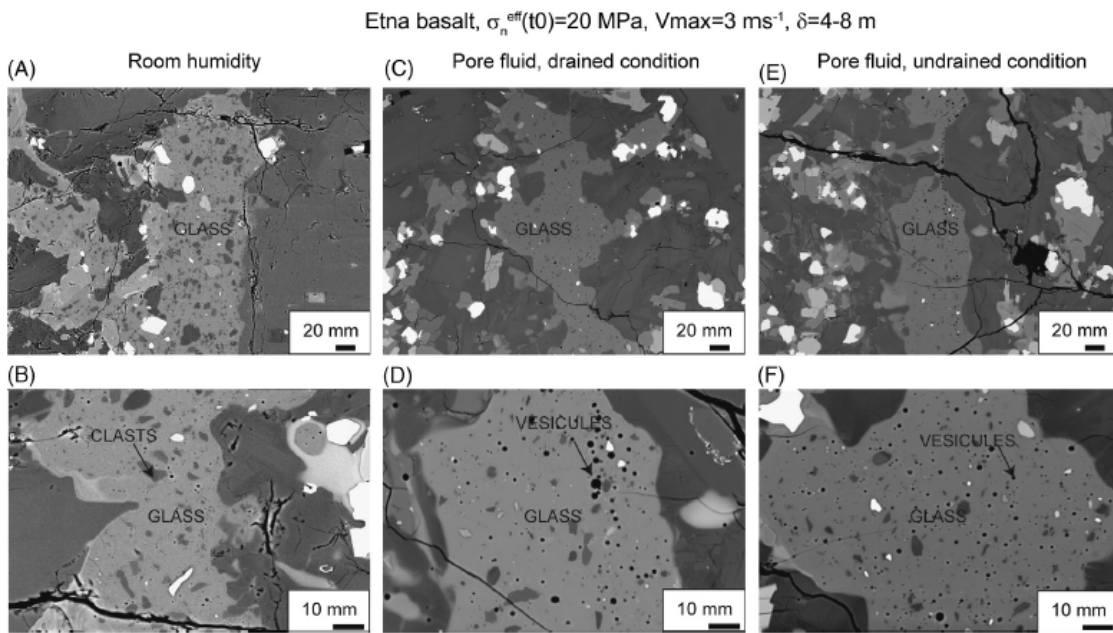 Etna basalt, σₙᵉᶠᶠ(t0)=20 MPa, Vmax=3 ms⁻¹, δ=4-8 m
Room humidity
Pore fluid, drained condition
Pore fluid, undrained condition
(A)
(C)
(E)
GLASS
GLASS
GLASS
20 mm
20 mm
20 mm
(B)
(D)
(F)
CLASTS
VESICULES
VESICULES
GLASS
GLASS
GLASS
10 mm
10 mm
10 mm